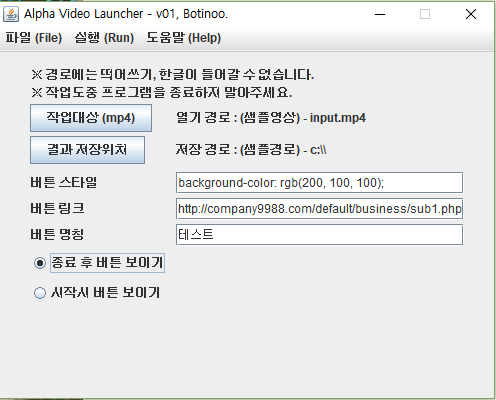 Alpha Video Launcher - v01, Botinoo.
파일 (File) 실행 (Run) 도움말 (Help)
※ 경로에는 띄어쓰기, 한글이 들어갈 수 없습니다.
※ 작업도중 프로그램을 종료하지 말아주세요.
작업대상 (mp4) 열기 경로 : (샘플영상) - input.mp4
결과 저장위치 저장 경로 : (샘플경로) - c:\\
버튼 스타일 background-color: rgb(200, 100, 100);
버튼 링크 http://company9988.com/default/business/sub1.php
버튼 명칭 테스트
종료 후 버튼 보이기
시작시 버튼 보이기